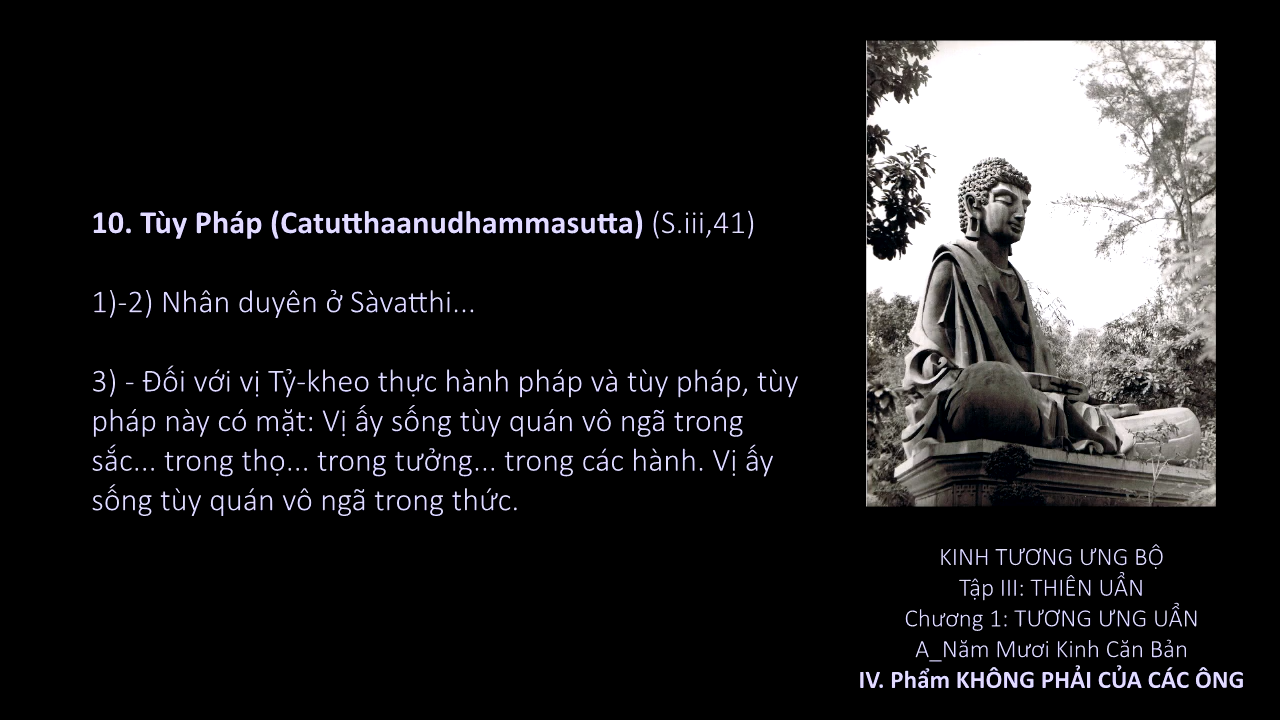 10. Tùy Pháp (Catutthaanudhammasutta) (S.iii,41)
1)-2) Nhân duyên ở Sàvatthi...
3) - Đối với vị Tỷ-kheo thực hành pháp và tùy pháp, tùy
pháp này có mặt: Vị ấy sống tùy quán vô ngã trong
sắc... trong thọ... trong tưởng... trong các hành. Vị ấy
sống tùy quán vô ngã trong thức.
KINH TƯƠNG ƯNG BỘ
Tập III: THIÊN UẨN
Chương 1: TƯƠNG ƯNG UẨN
A_Năm Mươi Kinh Căn Bản
IV. Phẩm KHÔNG PHẢI CỦA CÁC ÔNG